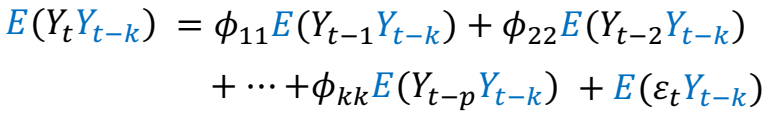 E(Y_t Y_{t−k}) = ϕ_{11}E(Y_{t−1}Y_{t−k}) + ϕ_{22}E(Y_{t−2}Y_{t−k})
+ ⋯ +ϕ_{kk}E(Y_{t−p}Y_{t−k}) + E(ε_t Y_{t−k})